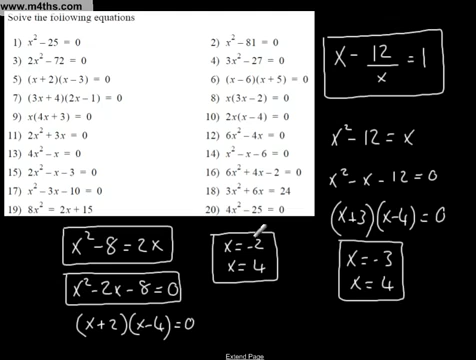 www.m4ths.com
Solve the following equations
1) x² − 25 = 0
2) x² − 81 = 0
3) 2x² − 72 = 0
4) 3x² − 27 = 0
5) (x + 2)(x − 3) = 0
6) (x − 6)(x + 5) = 0
7) (3x + 4)(2x − 1) = 0
8) x(3x − 2) = 0
9) x(4x + 3) = 0
10) 2x(x − 4) = 0
11) 2x² + 3x = 0
12) 6x² − 4x = 0
13) 4x² − x = 0
14) x² − x − 6 = 0
15) 2x² − x − 3 = 0
16) 6x² + 4x − 2 = 0
17) x² − 3x − 10 = 0
18) 3x² + 6x = 24
19) 8x² = 2x + 15
20) 4x² − 25 = 0
x² − 8 = 2x
x² − 2x − 8 = 0
(x + 2)(x − 4) = 0
x = −2
x = 4
x − 12/x = 1
x² − 12 = x
x² − x − 12 = 0
(x + 3)(x − 4) = 0
x = −3
x = 4
Extend Page